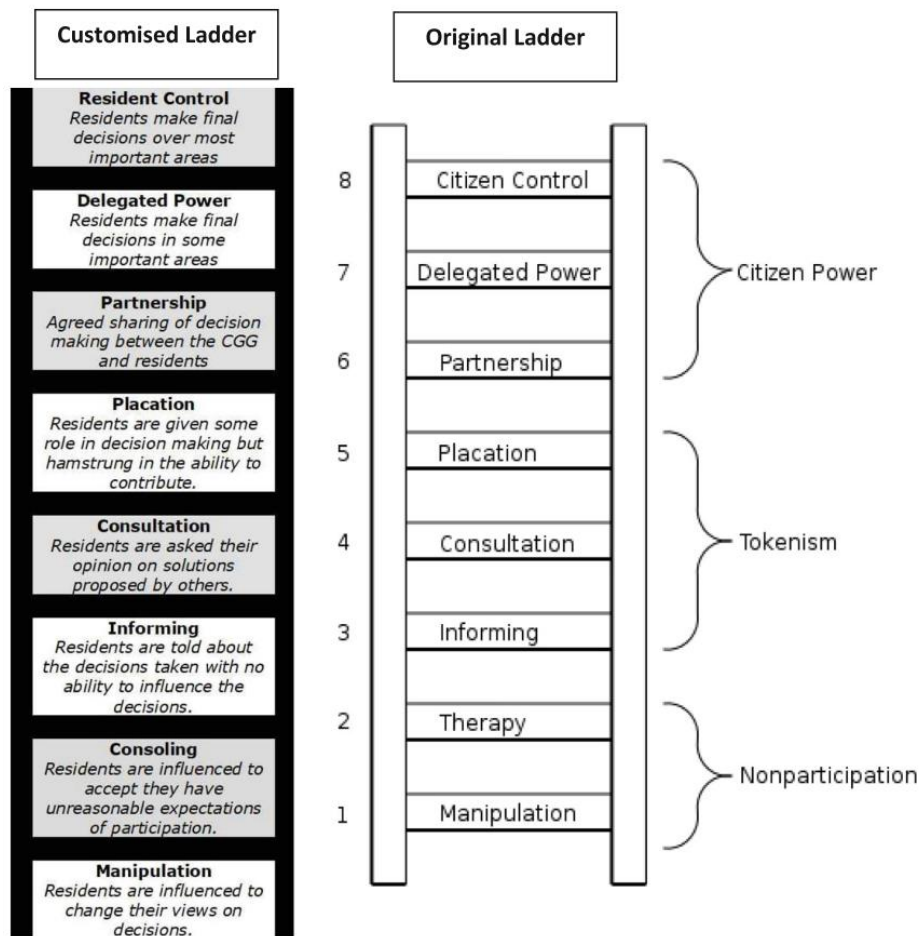 Customised Ladder
Resident Control
Residents make final
decisions over most
important areas
Delegated Power
Residents make final
decisions in some
important areas
Partnership
Agreed sharing of decision
making between the CGG
and residents
Placation
Residents are given some
role in decision making but
hamstrung in the ability to
contribute.
Consultation
Residents are asked their
opinion on solutions
proposed by others.
Informing
Residents are told about
the decisions taken with no
ability to influence the
decisions.
Consoling
Residents are influenced to
accept they have
unreasonable expectations
of participation.
Manipulation
Residents are influenced to
change their views on
decisions.
Original Ladder
8 Citizen Control
7 Delegated Power
6 Partnership
Citizen Power
5 Placation
4 Consultation
3 Informing
Tokenism
2 Therapy
1 Manipulation
Nonparticipation